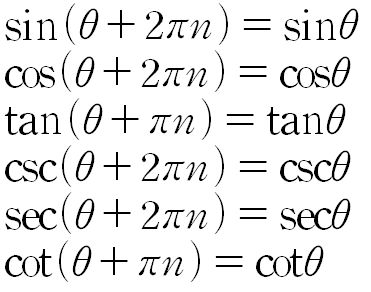 sin(θ + 2πn) = sinθ
cos(θ + 2πn) = cosθ
tan(θ + πn) = tanθ
csc(θ + 2πn) = cscθ
sec(θ + 2πn) = secθ
cot(θ + πn) = cotθ